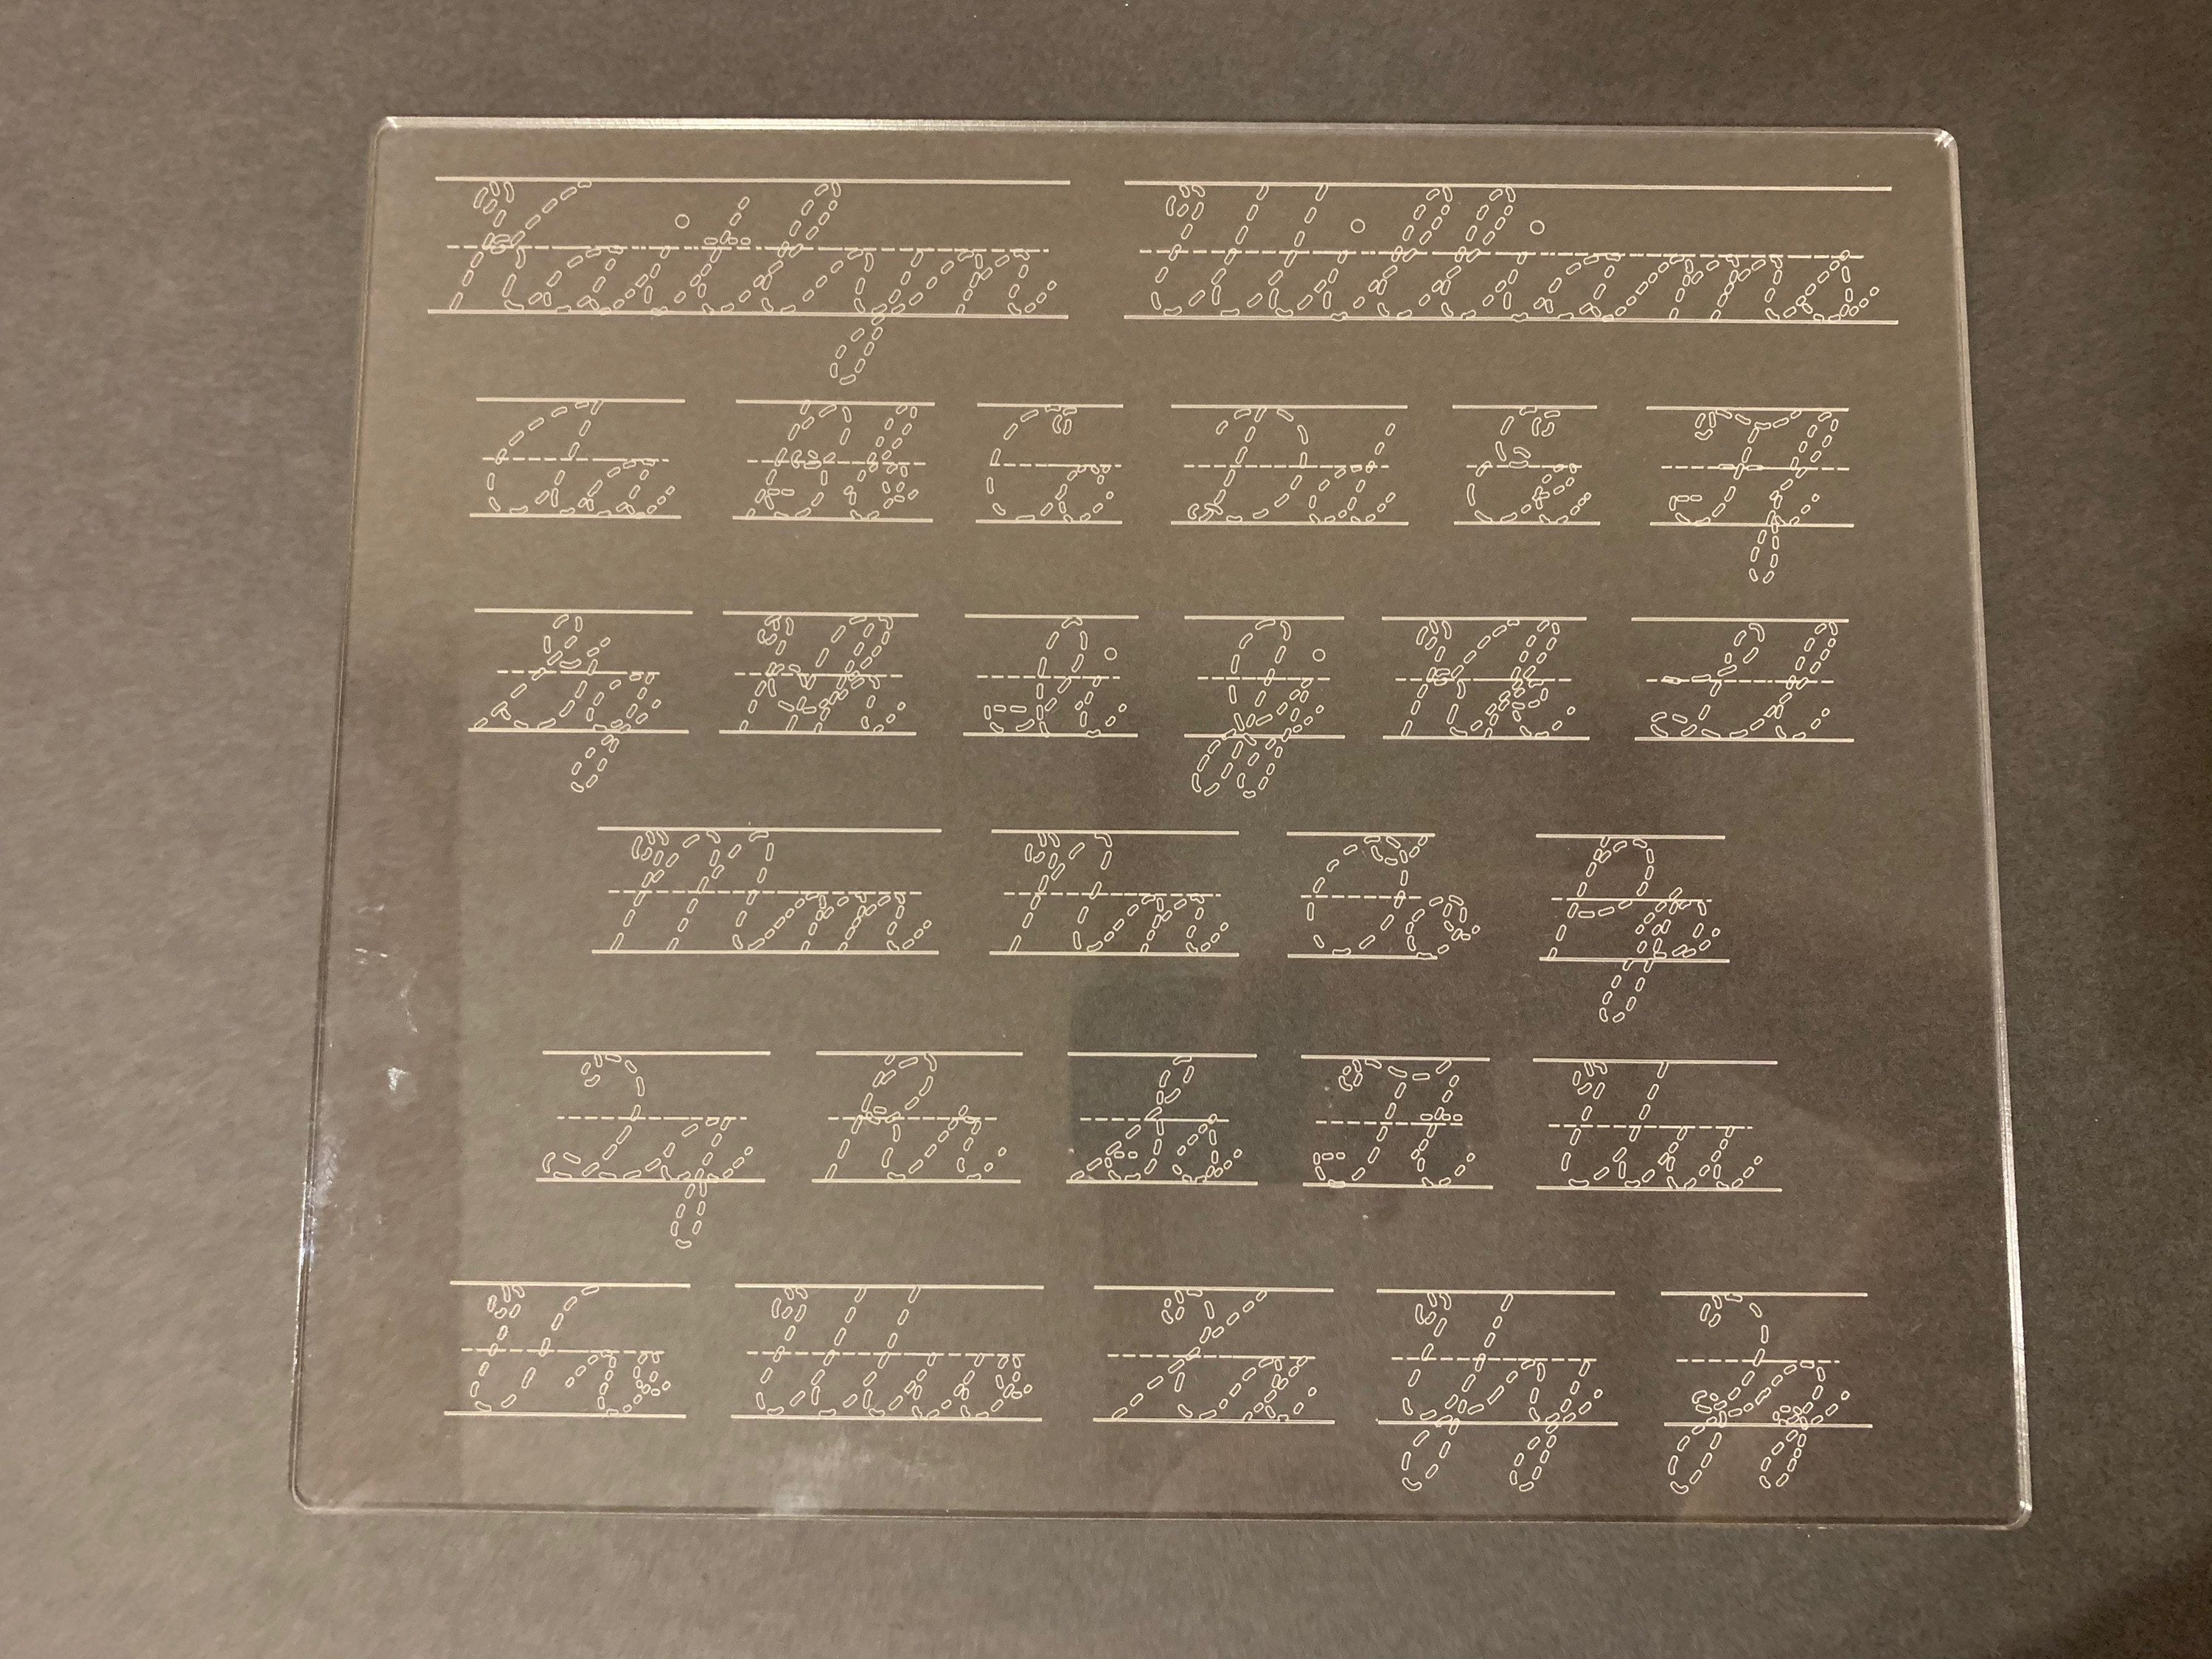 Kaitlyn Williams
Aa Bb Cc Dd Ee Ff
Gg Hh Ii Jj Kk Ll
Mm Nn Oo Pp
Qq Rr Ss Tt Uu
Vv Ww Xx Yy Zz